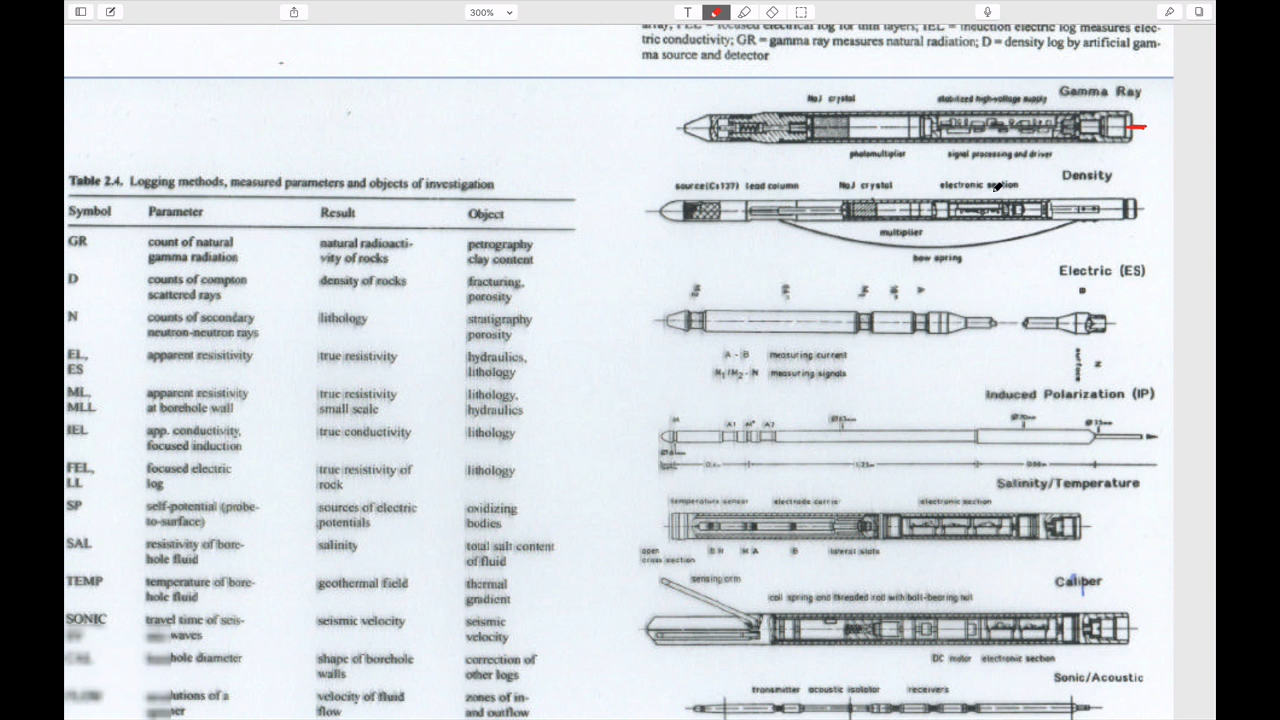 300%
T
array; FEL = focused electrical log for thin layers; IEL = induction electric log measures elec-
tric conductivity; GR = gamma ray measures natural radiation; D = density log by artificial gam-
ma source and detector
Table 2.4. Logging methods, measured parameters and objects of investigation
Symbol Parameter Result Object
GR count of natural natural radioacti- petrography
gamma radiation vity of rocks clay content
D counts of compton density of rocks fracturing,
scattered rays porosity
N counts of secondary lithology stratigraphy
neutron-neutron rays porosity
EL, apparent resisitivity true resistivity hydraulics,
ES lithology
ML, apparent resistivity true resistivity lithology,
MLL at borehole wall small scale hydraulics
IEL app. conductivity, true conductivity lithology
focused induction
FEL, focused electric true resistivity of lithology
LL log rock
SP self-potential (probe- sources of electric oxidizing
to-surface) potentials bodies
SAL resistivity of bore- salinity total salt content
hole fluid of fluid
TEMP temperature of bore- geothermal field thermal
hole fluid gradient
SONIC travel time of seis- seismic velocity seismic
waves velocity
hole diameter shape of borehole correction of
walls other logs
lutions of a velocity of fluid zones of in-
flow and outflow
Gamma Ray
NaJ crystal stabilized high-voltage supply
photomultiplier signal processing and driver
Density
source(Cs137) lead column NaJ crystal electronic section
multiplier
bow spring
Electric (ES)
A B
A - B measuring current
M1/M2 - N measuring signals
surface N
Induced Polarization (IP)
M A1 M* A2
Salinity/Temperature
temperature sensor electrode carrier electronic section
open
cross section
B N M A B lateral slots
Caliper
sensing arm
coil spring and threaded rod with ball-bearing nut
DC motor electronic section
Sonic/Acoustic
transmitter acoustic isolator receivers